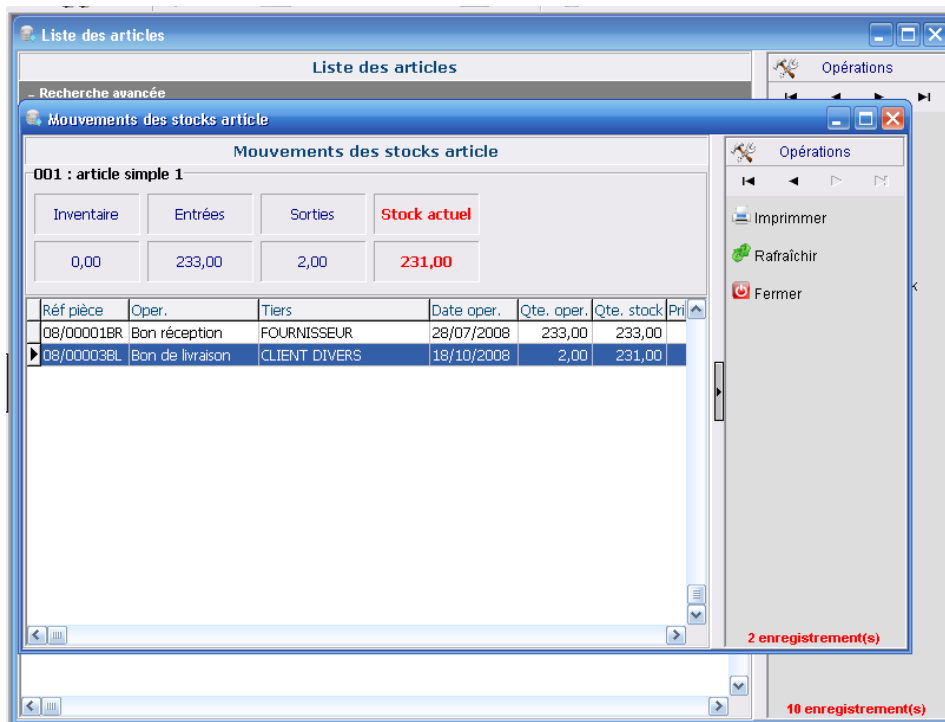 Liste des articles
Liste des articles
Opérations
- Recherche avancée
Mouvements des stocks article
Mouvements des stocks article
Opérations
001 : article simple 1
Inventaire Entrées Sorties Stock actuel
0,00 233,00 2,00 231,00
Imprimmer
Rafraîchir
Fermer
Réf pièce Oper. Tiers Date oper. Qte. oper. Qte. stock Pri
08/00001BR Bon réception FOURNISSEUR 28/07/2008 233,00 233,00
08/00003BL Bon de livraison CLIENT DIVERS 18/10/2008 2,00 231,00
2 enregistrement(s)
10 enregistrement(s)